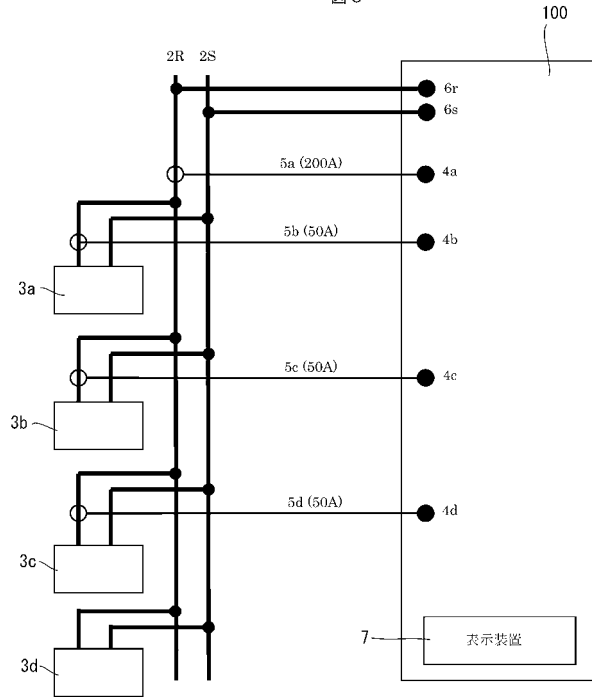 100
2R 2S
6r
6s
5a (200A)
4a
5b (50A)
4b
3a
5c (50A)
4c
3b
5d (50A)
4d
3c
7
表示装置
3d